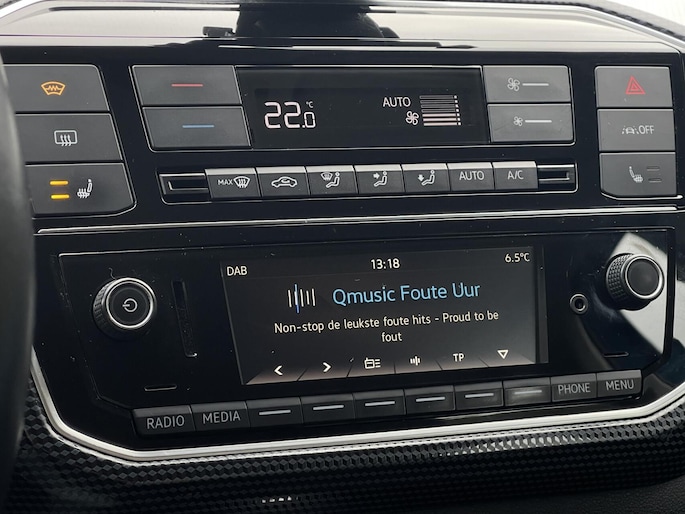 22.0 °C
AUTO
OFF
MAX
AUTO
A/C
DAB
13:18
6.5°C
Qmusic Foute Uur
Non-stop de leukste foute hits - Proud to be
fout
TP
RADIO
MEDIA
PHONE
MENU